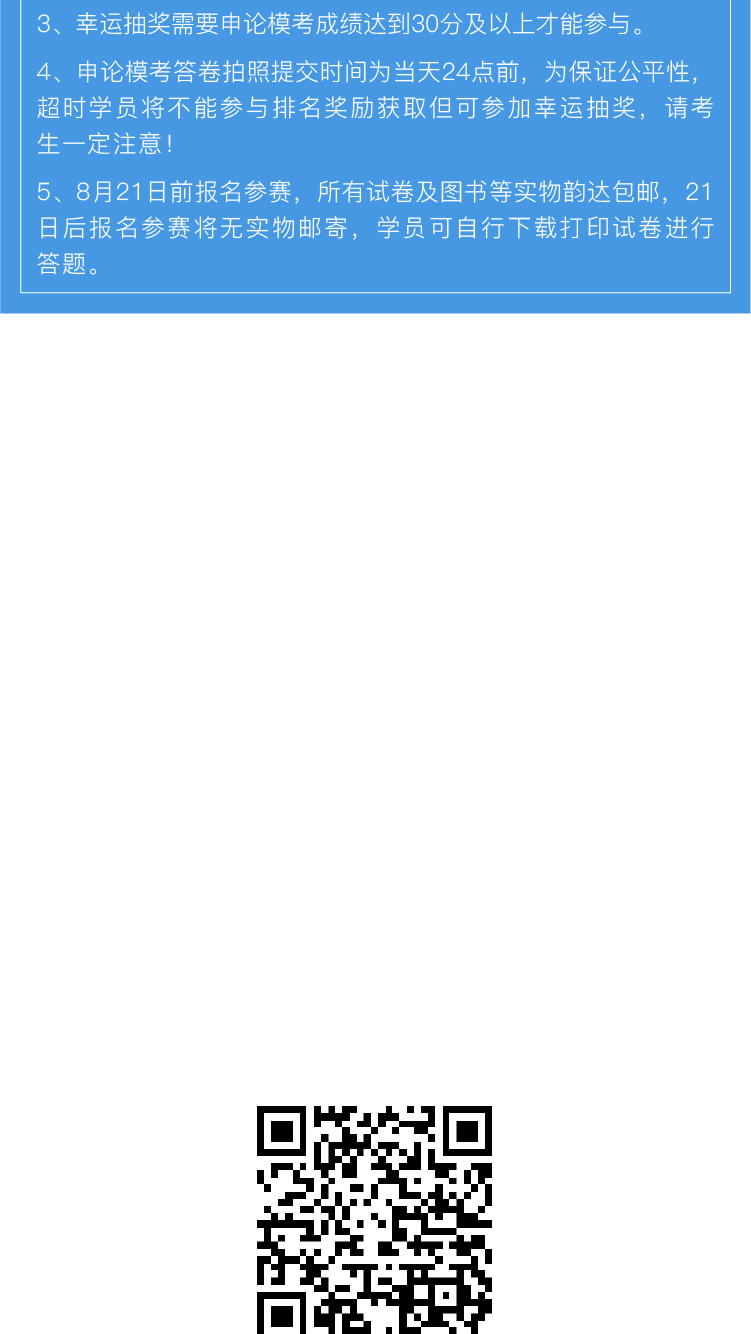 3、幸运抽奖需要申论模考成绩达到30分及以上才能参与。
4、申论模考答卷拍照提交时间为当天24点前，为保证公平性，
超时学员将不能参与排名奖励获取但可参加幸运抽奖，请考
生一定注意！
5、8月21日前报名参赛，所有试卷及图书等实物韵达包邮，21
日后报名参赛将无实物邮寄，学员可自行下载打印试卷进行
答题。